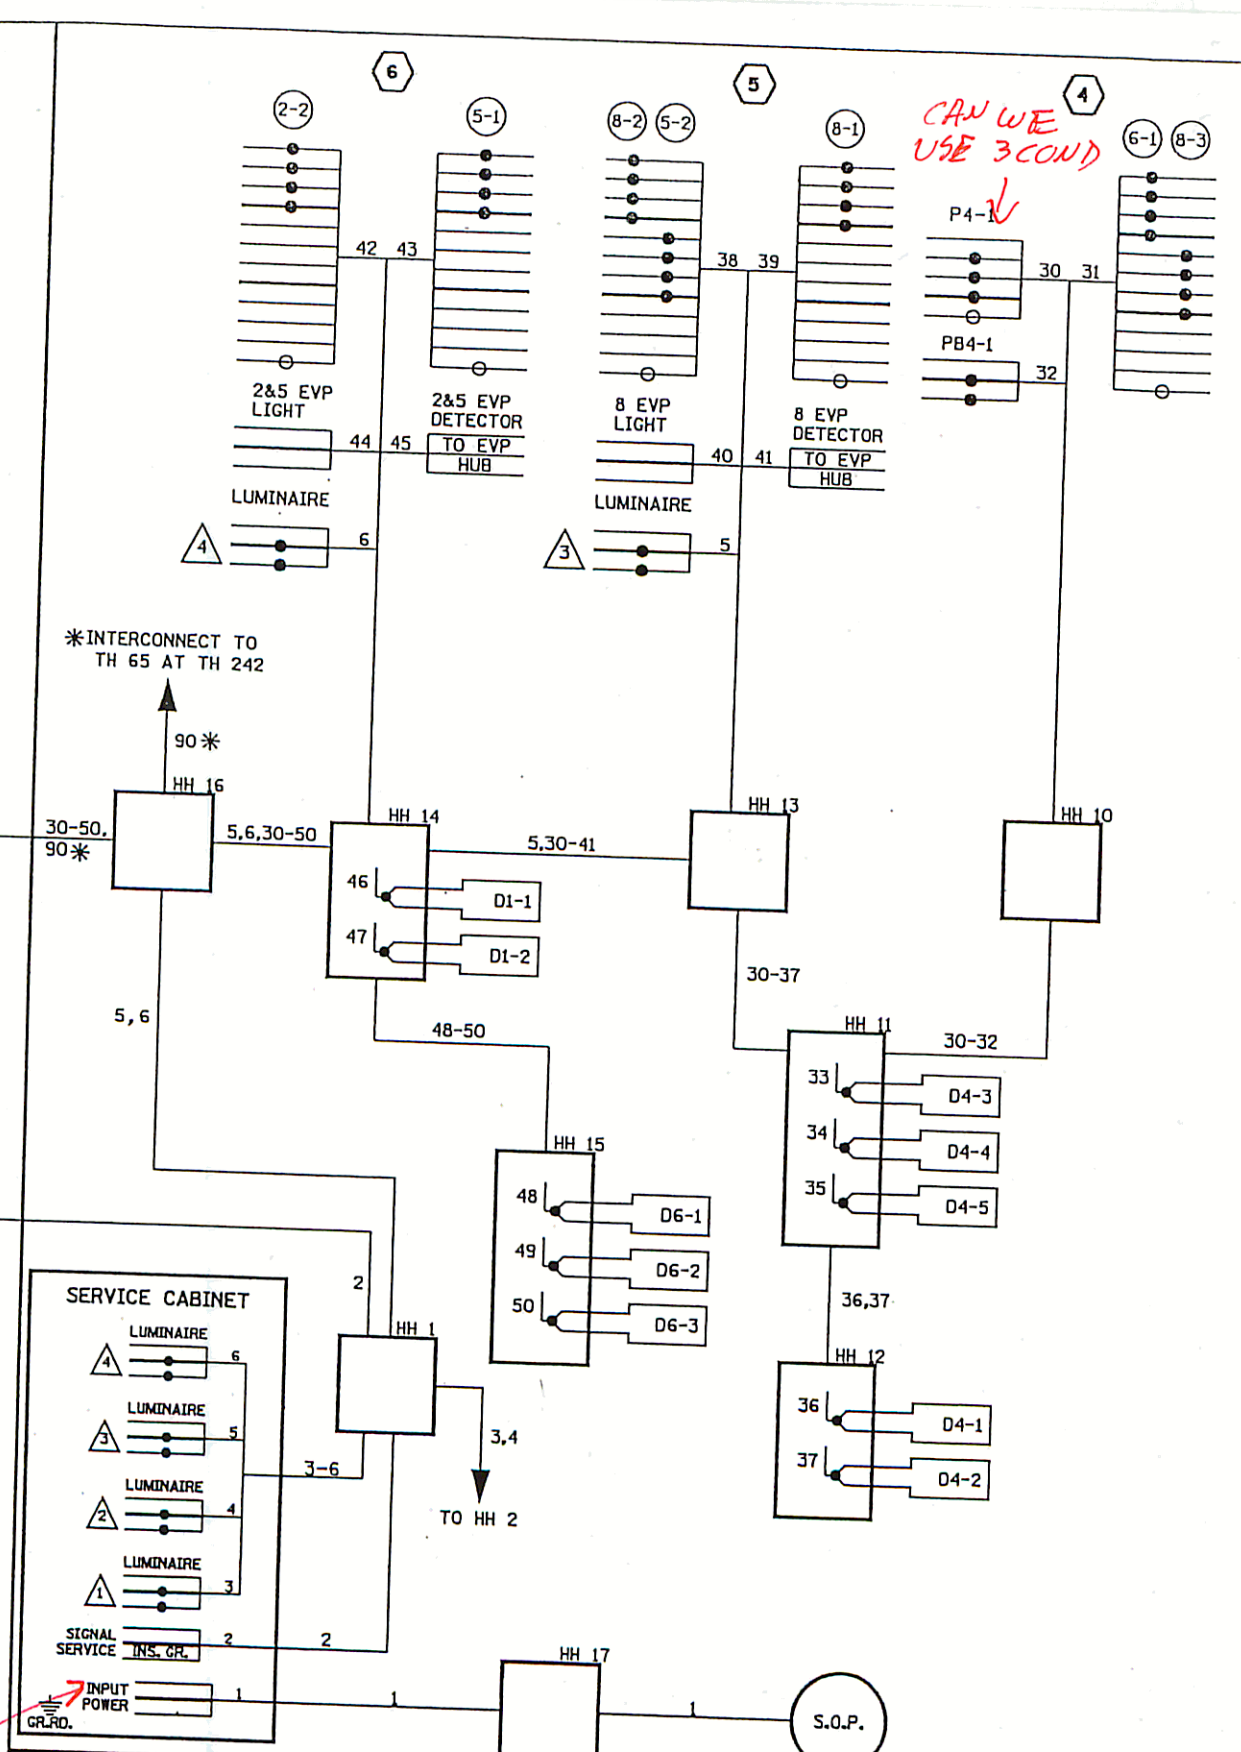 6
5
4
2-2
5-1
8-2
5-2
8-1
CAN WE
USE 3COND
6-1
8-3
P4-1
42
43
38
39
30
31
PB4-1
32
2&5 EVP
LIGHT
2&5 EVP
DETECTOR
8 EVP
LIGHT
8 EVP
DETECTOR
44
45
TO EVP
HUB
40
41
TO EVP
HUB
LUMINAIRE
4
6
LUMINAIRE
3
5
*INTERCONNECT TO
TH 65 AT TH 242
90*
HH 16
HH 14
HH 13
HH 10
30-50,
90*
5,6,30-50
5,30-41
46
D1-1
47
D1-2
30-37
5,6
48-50
HH 11
30-32
33
D4-3
34
D4-4
35
D4-5
HH 15
48
D6-1
49
D6-2
50
D6-3
36,37
HH 12
36
D4-1
37
D4-2
2
HH 1
3,4
TO HH 2
SERVICE CABINET
LUMINAIRE
4
6
LUMINAIRE
3
5
3-6
LUMINAIRE
2
4
LUMINAIRE
1
3
SIGNAL
SERVICE
INS. GR.
2
2
INPUT
POWER
GR.RD.
1
1
HH 17
1
S.O.P.